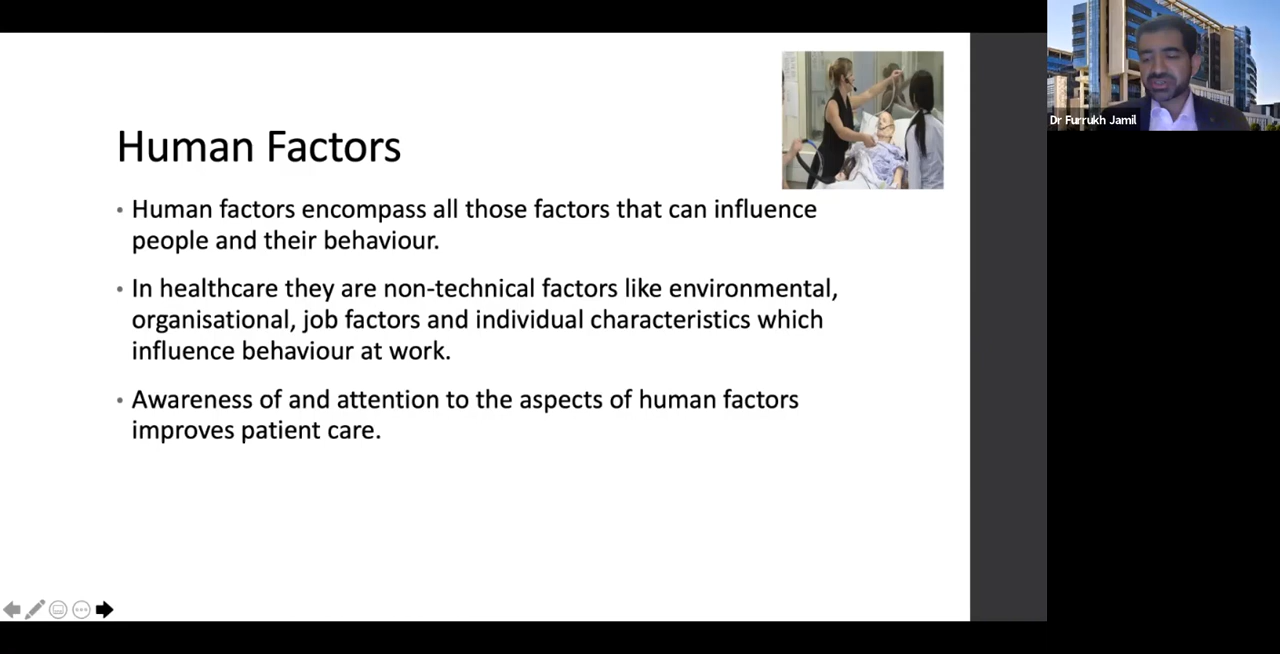 Human Factors
• Human factors encompass all those factors that can influence
people and their behaviour.
• In healthcare they are non-technical factors like environmental,
organisational, job factors and individual characteristics which
influence behaviour at work.
• Awareness of and attention to the aspects of human factors
improves patient care.
Dr Furrukh Jamil